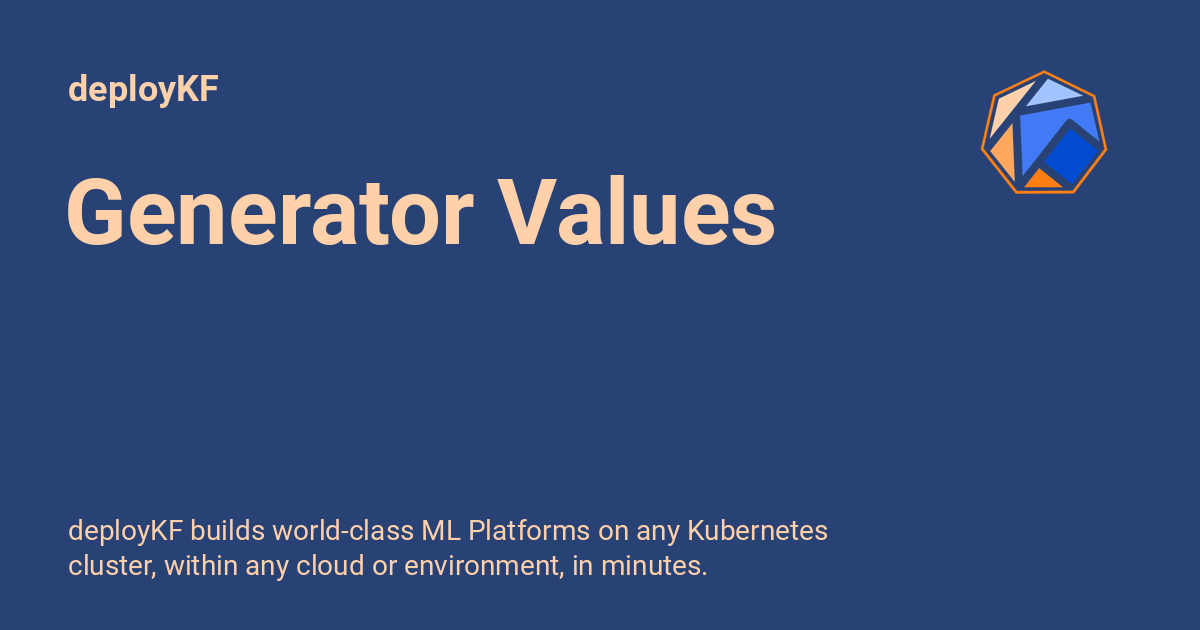 deployKF
Generator Values
deployKF builds world-class ML Platforms on any Kubernetes
cluster, within any cloud or environment, in minutes.